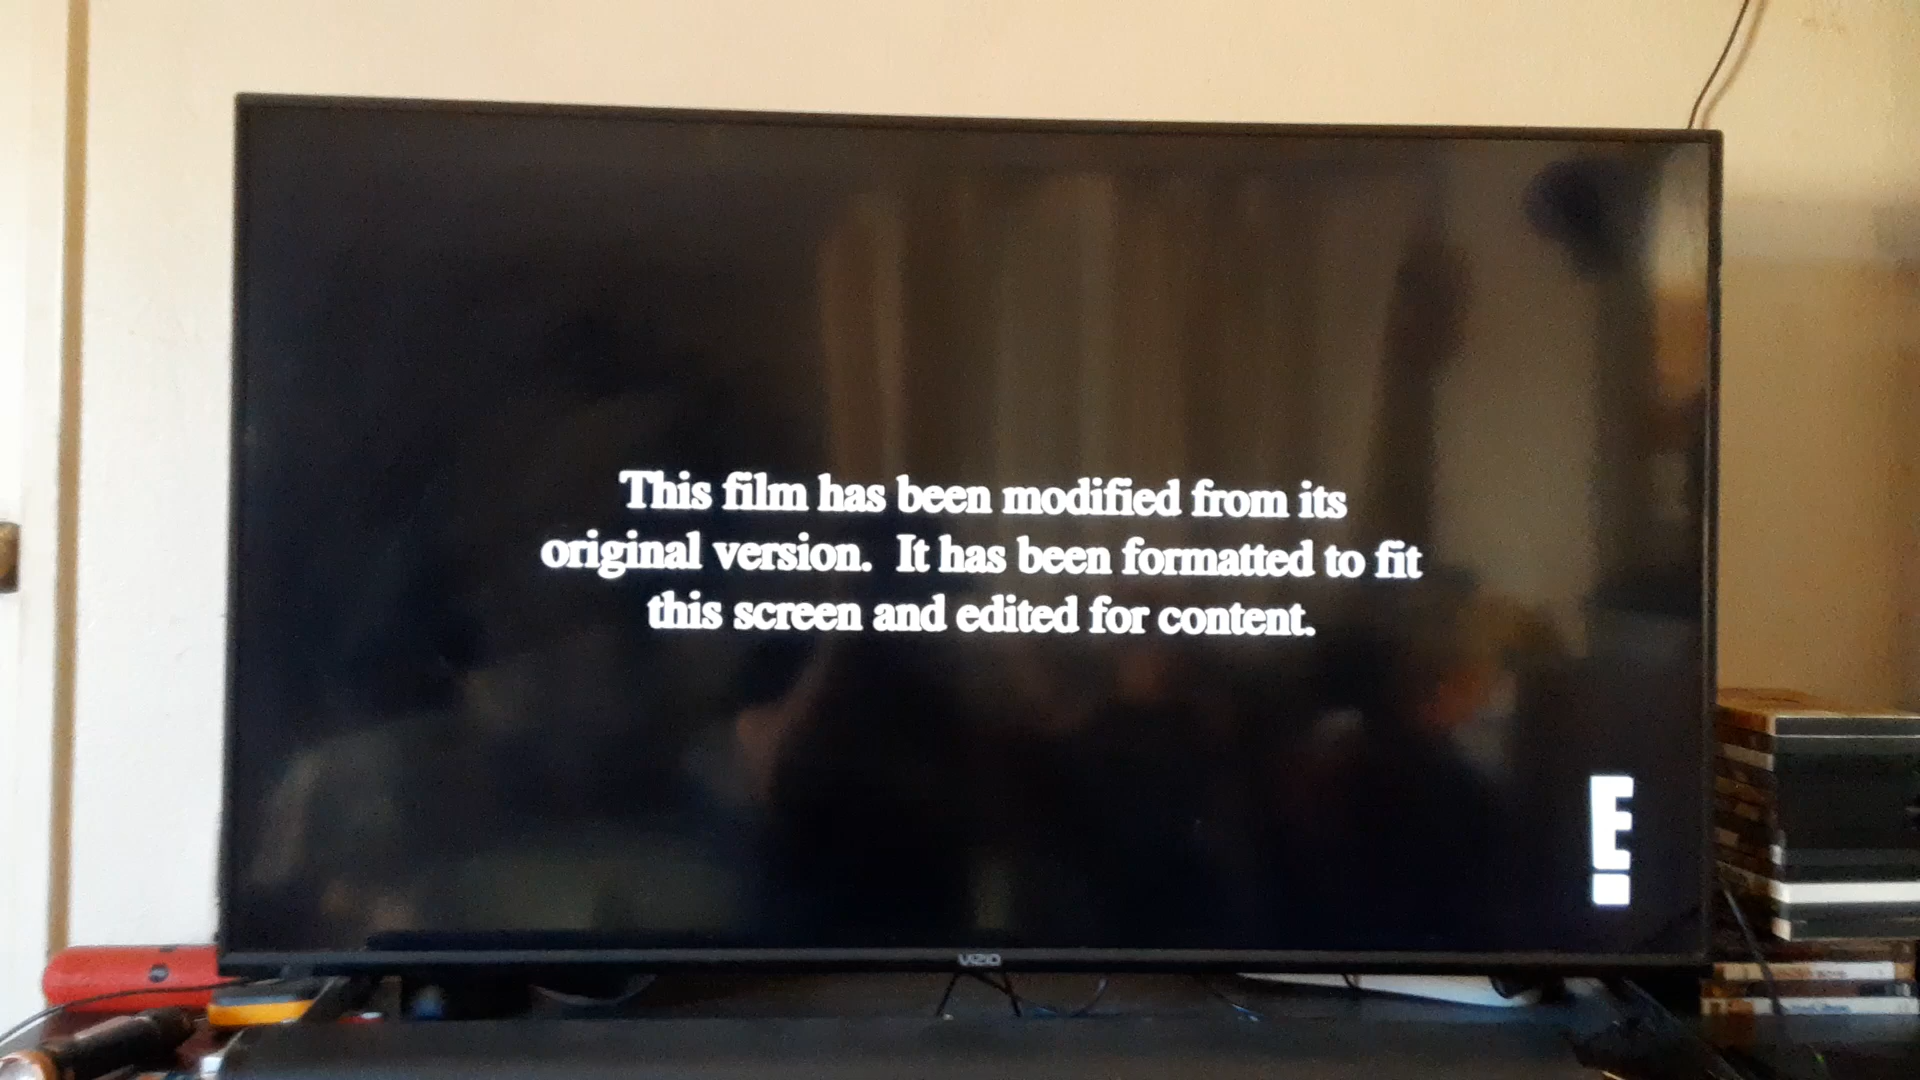 This film has been modified from its
original version.  It has been formatted to fit
this screen and edited for content.
E!
VIZIO